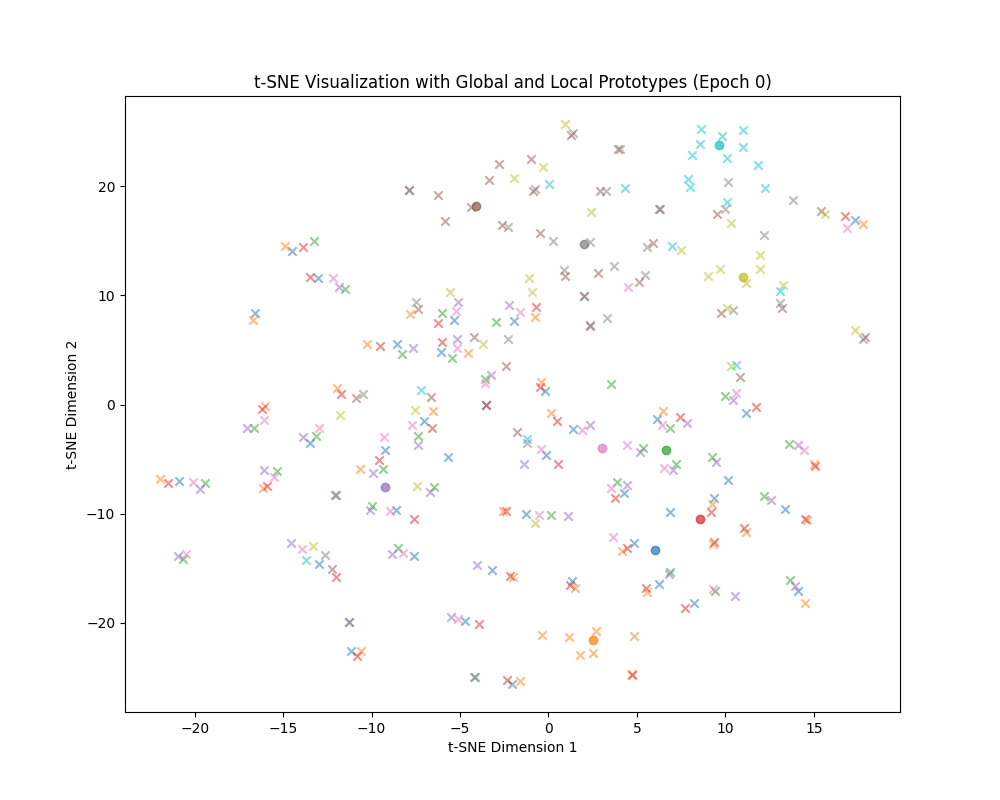 t-SNE Visualization with Global and Local Prototypes (Epoch 0)
t-SNE Dimension 2
20
10
0
−10
−20
−20 −15 −10 −5 0 5 10 15
t-SNE Dimension 1